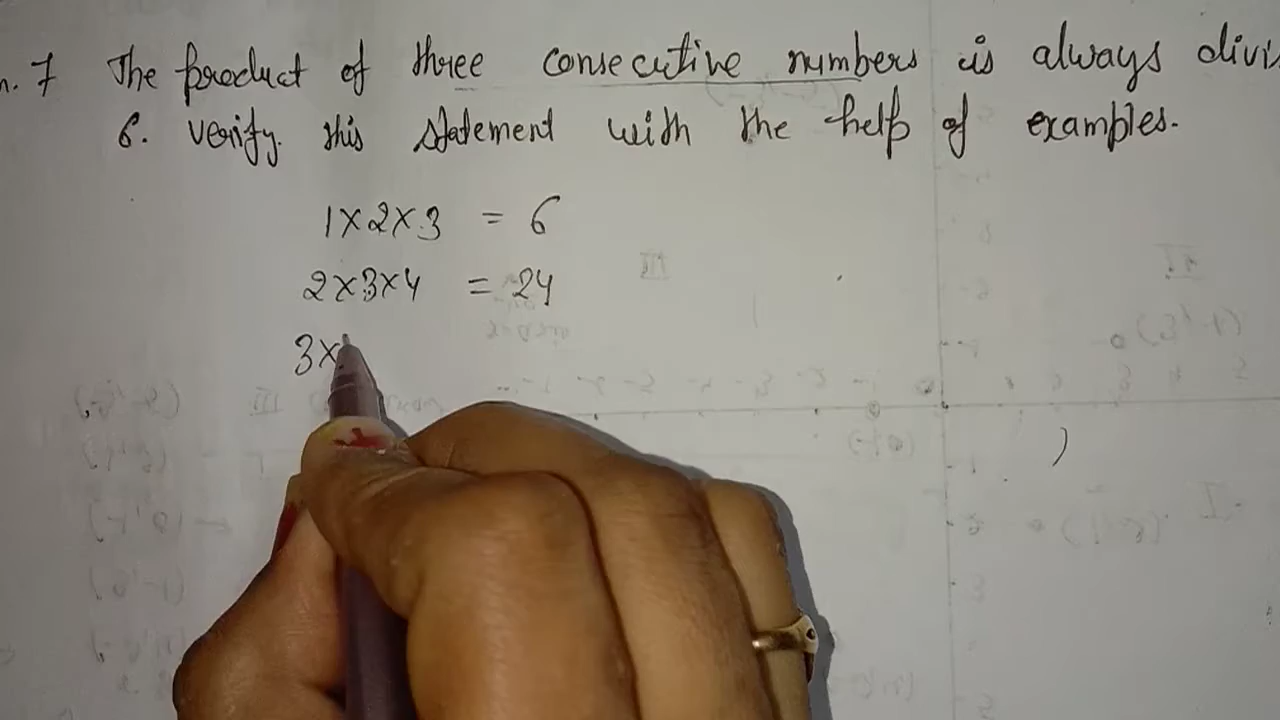 n. 7 The product of three consecutive numbers is always divis
6. verify this statement with the help of examples.
1×2×3 = 6
2×3×4 = 24
3×